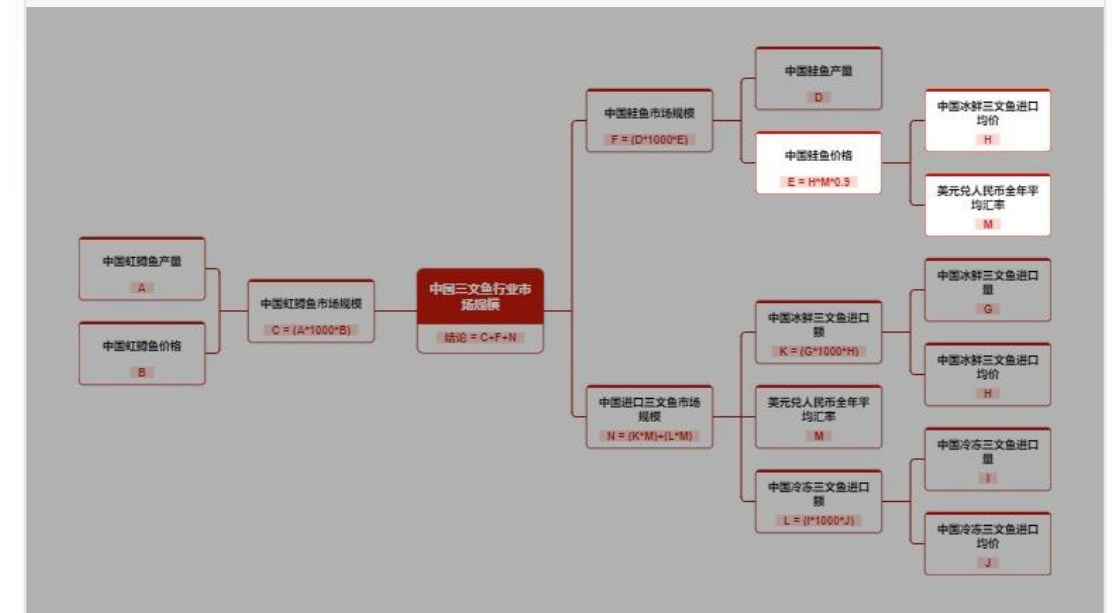 中国虹鳟鱼产量
A
中国虹鳟鱼价格
B
中国虹鳟鱼市场规模
C = (A*1000*B)
中国三文鱼行业市
场规模
结论 = C+F+N
中国鲑鱼市场规模
F = (D*1000*E)
中国鲑鱼产量
D
中国鲑鱼价格
E = H*M*0.9
中国冰鲜三文鱼进口
均价
H
美元兑人民币全年平
均汇率
M
中国进口三文鱼市场
规模
N = (K*M)+(L*M)
中国冰鲜三文鱼进口
额
K = (G*1000*H)
中国冰鲜三文鱼进口
量
G
中国冰鲜三文鱼进口
均价
H
美元兑人民币全年平
均汇率
M
中国冷冻三文鱼进口
额
L = (I*1000*J)
中国冷冻三文鱼进口
量
I
中国冷冻三文鱼进口
均价
J